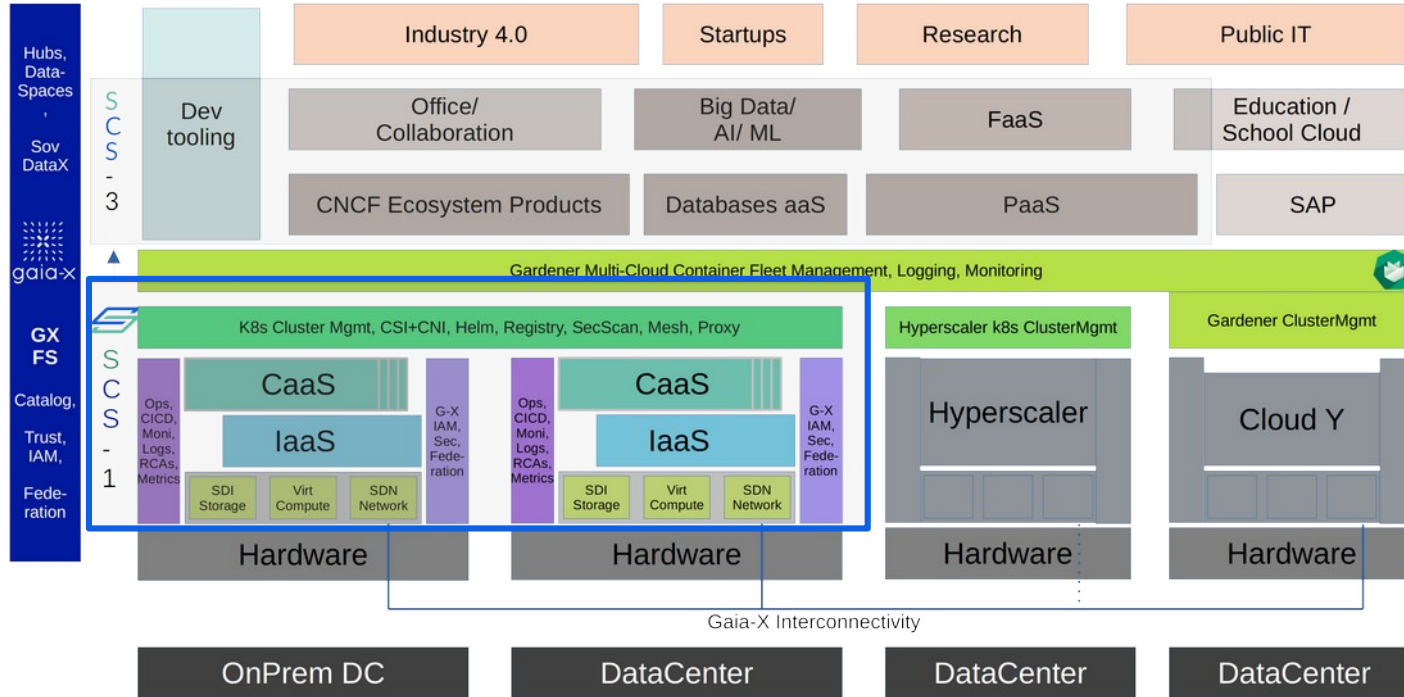 Hubs,
Data-
Spaces
,
Sov
DataX
gaia-x
GX
FS
Catalog,
Trust,
IAM,
Fede-
ration
Industry 4.0
Startups
Research
Public IT
S
C
S
-
3
Dev
tooling
Office/
Collaboration
Big Data/
AI/ ML
FaaS
Education /
School Cloud
CNCF Ecosystem Products
Databases aaS
PaaS
SAP
Gardener Multi-Cloud Container Fleet Management, Logging, Monitoring
S
C
S
-
1
K8s Cluster Mgmt, CSI+CNI, Helm, Registry, SecScan, Mesh, Proxy
Hyperscaler k8s ClusterMgmt
Gardener ClusterMgmt
Ops,
CICD,
Moni,
Logs,
RCAs,
Metrics
CaaS
IaaS
SDI
Storage
Virt
Compute
SDN
Network
G-X
IAM,
Sec,
Fede-
ration
Ops,
CICD,
Moni,
Logs,
RCAs,
Metrics
CaaS
IaaS
SDI
Storage
Virt
Compute
SDN
Network
G-X
IAM,
Sec,
Fede-
ration
Hyperscaler
Cloud Y
Hardware
Hardware
Hardware
Hardware
Gaia-X Interconnectivity
OnPrem DC
DataCenter
DataCenter
DataCenter